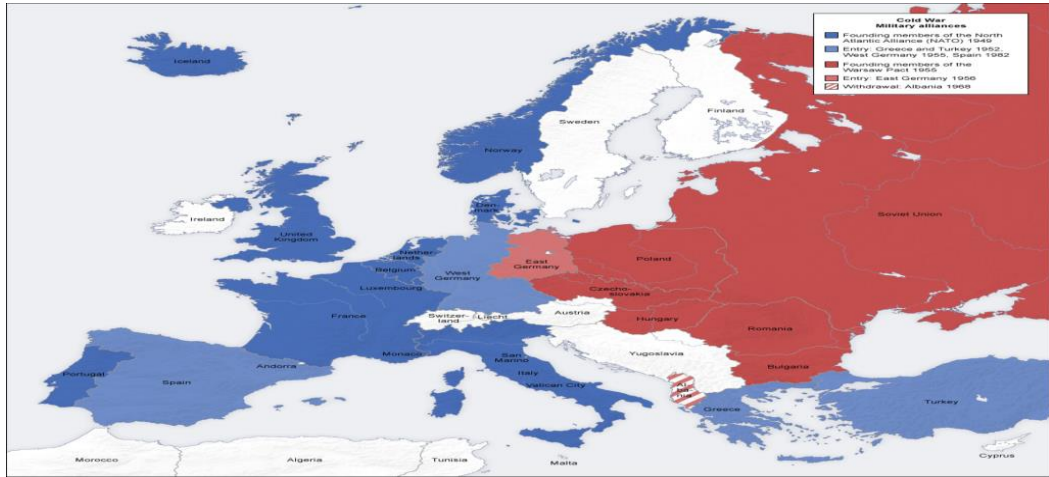 Cold War
Military alliances
Founding members of the North
Atlantic Alliance (NATO) 1949
Entry: Greece and Turkey 1952,
West Germany 1955, Spain 1982
Founding members of the
Warsaw Pact 1955
Entry: East Germany 1956
Withdrawal: Albania 1968
Iceland
Finland
Sweden
Norway
Soviet Union
Ireland
Den-
mark
United
Kingdom
Nether-
lands
East
Germany
Poland
Belgium
West
Germany
Luxembourg
Czecho-
slovakia
France
Switzer-
land
Liecht
Austria
Hungary
Romania
Monaco
San
Marino
Yugoslavia
Andorra
Portugal
Spain
Italy
Vatican City
Bulgaria
Al-
ba-
nia
Greece
Turkey
Morocco
Algeria
Tunisia
Malta
Cyprus